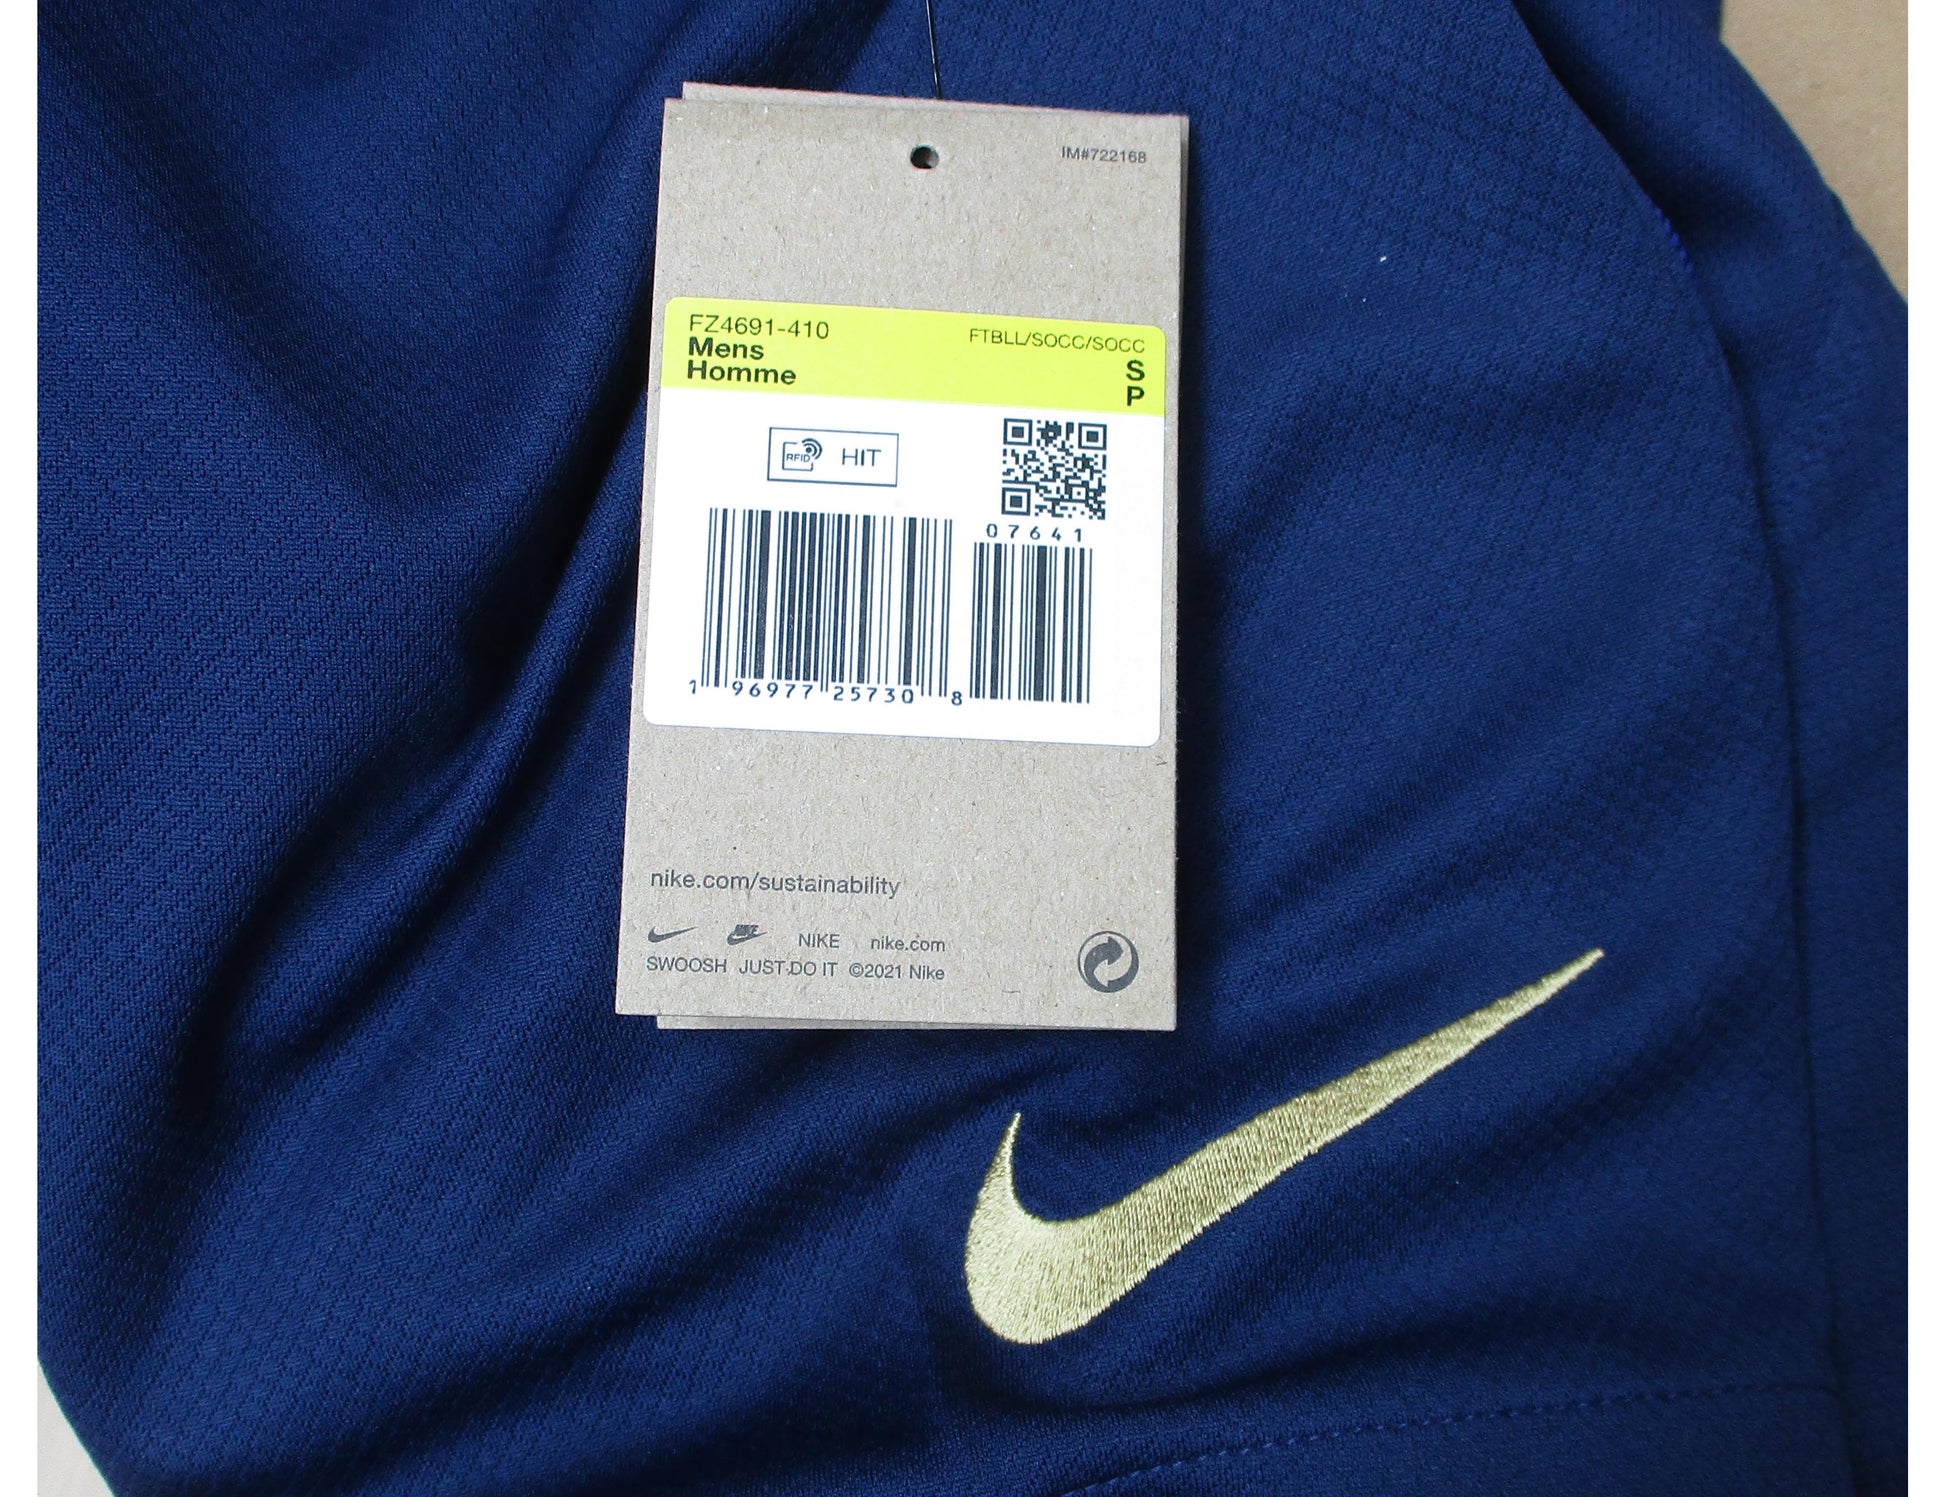 IM#722168
FZ4691-410
FTBLL/SOCC/SOCC
Mens
S
Homme
P
RFID HIT
07641
1 96977 25730 8
nike.com/sustainability
NIKE nike.com
SWOOSH JUST DO IT ©2021 Nike